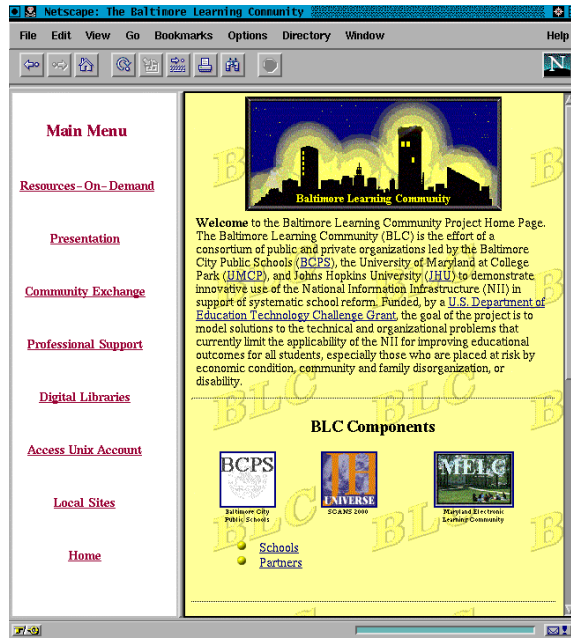 Netscape: The Baltimore Learning Community
File Edit View Go Bookmarks Options Directory Window Help
N
Main Menu
Resources-On-Demand
Presentation
Community Exchange
Professional Support
Digital Libraries
Access Unix Account
Local Sites
Home
Baltimore Learning Community
Welcome to the Baltimore Learning Community Project Home Page.
The Baltimore Learning Community (BLC) is the effort of a
consortium of public and private organizations led by the Baltimore
City Public Schools (BCPS), the University of Maryland at College
Park (UMCP), and Johns Hopkins University (JHU) to demonstrate
innovative use of the National Information Infrastructure (NII) in
support of systematic school reform. Funded, by a U.S. Department of
Education Technology Challenge Grant, the goal of the project is to
model solutions to the technical and organizational problems that
currently limit the applicability of the NII for improving educational
outcomes for all students, especially those who are placed at risk by
economic condition, community and family disorganization, or
disability.
BLC Components
BCPS
UNIVERSE
MELC
Baltimore City
Public Schools
SCANS 2000
Maryland Electronic
Learning Community
Schools
Partners
BLC